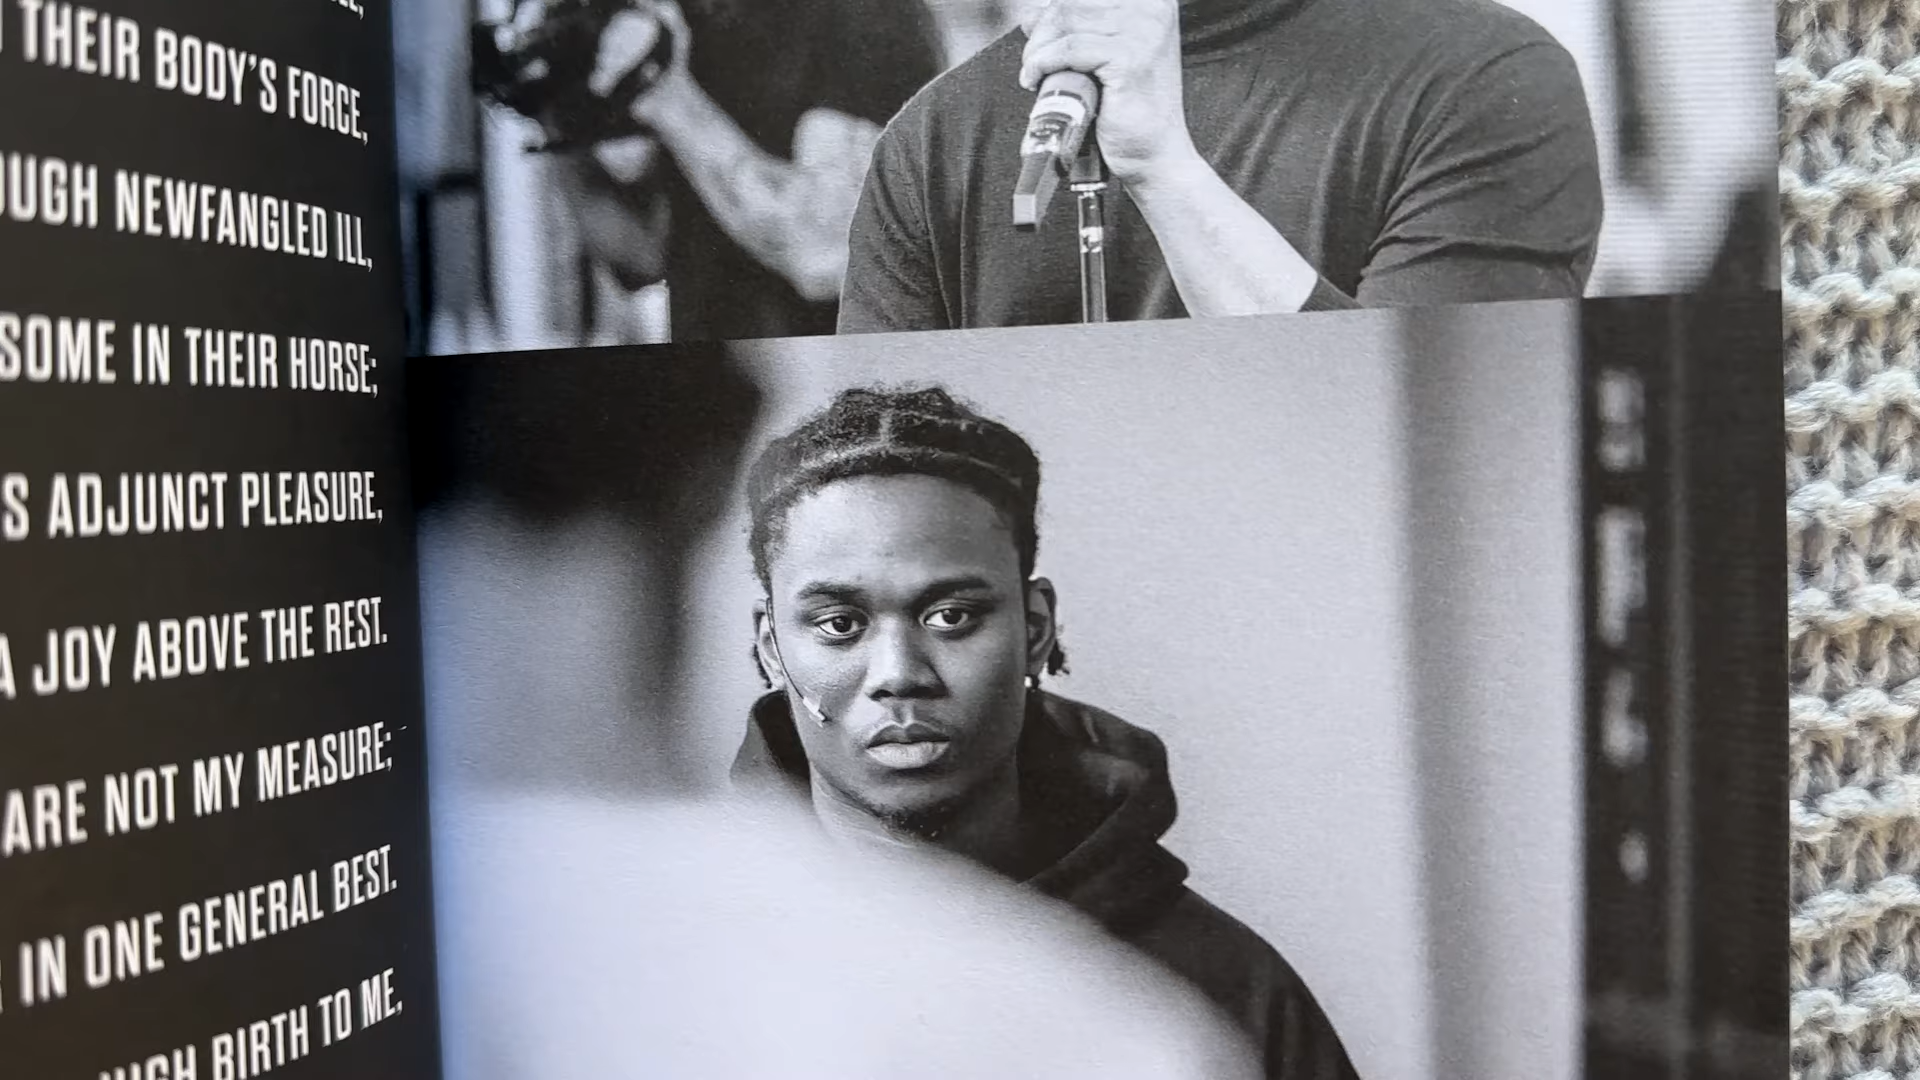 THEIR BODY'S FORCE,
NEWFANGLED ILL,
SOME IN THEIR HORSE;
ADJUNCT PLEASURE,
A JOY ABOVE THE REST.
ARE NOT MY MEASURE;
IN ONE GENERAL BEST.
BIRTH TO ME,